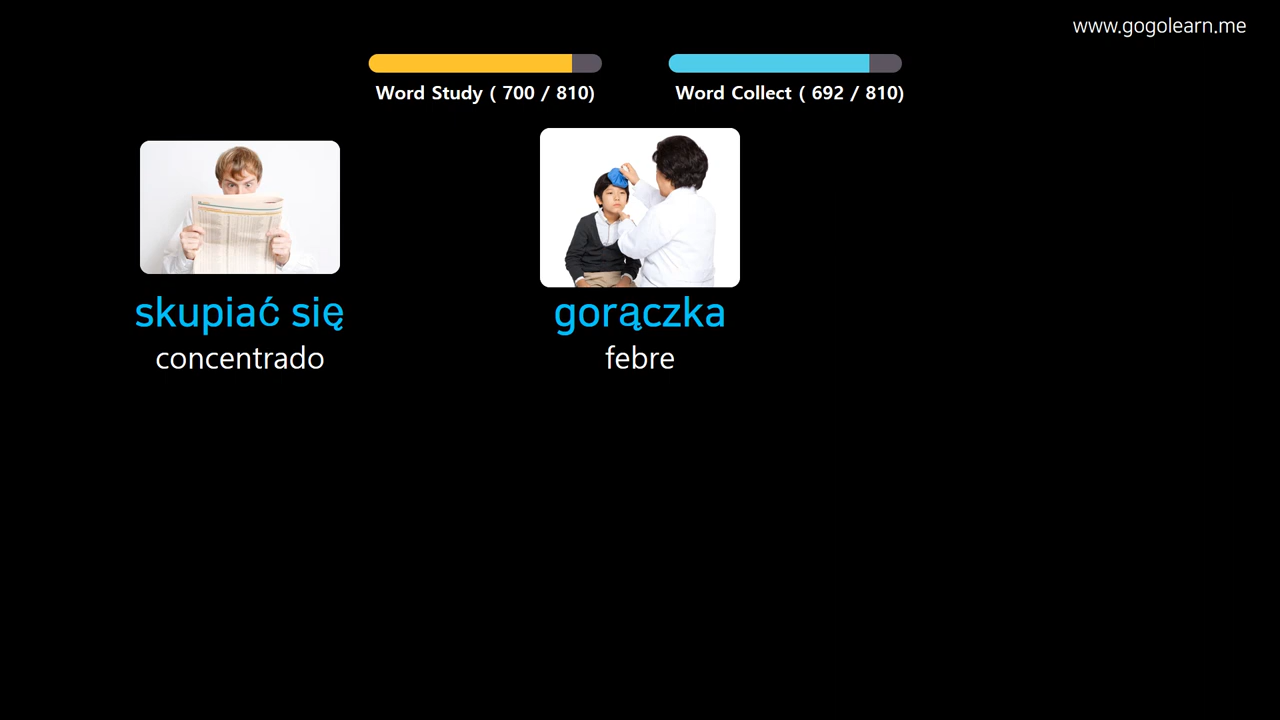 www.gogolearn.me
Word Study ( 700 / 810)
Word Collect ( 692 / 810)
skupiać się
concentrado
gorączka
febre